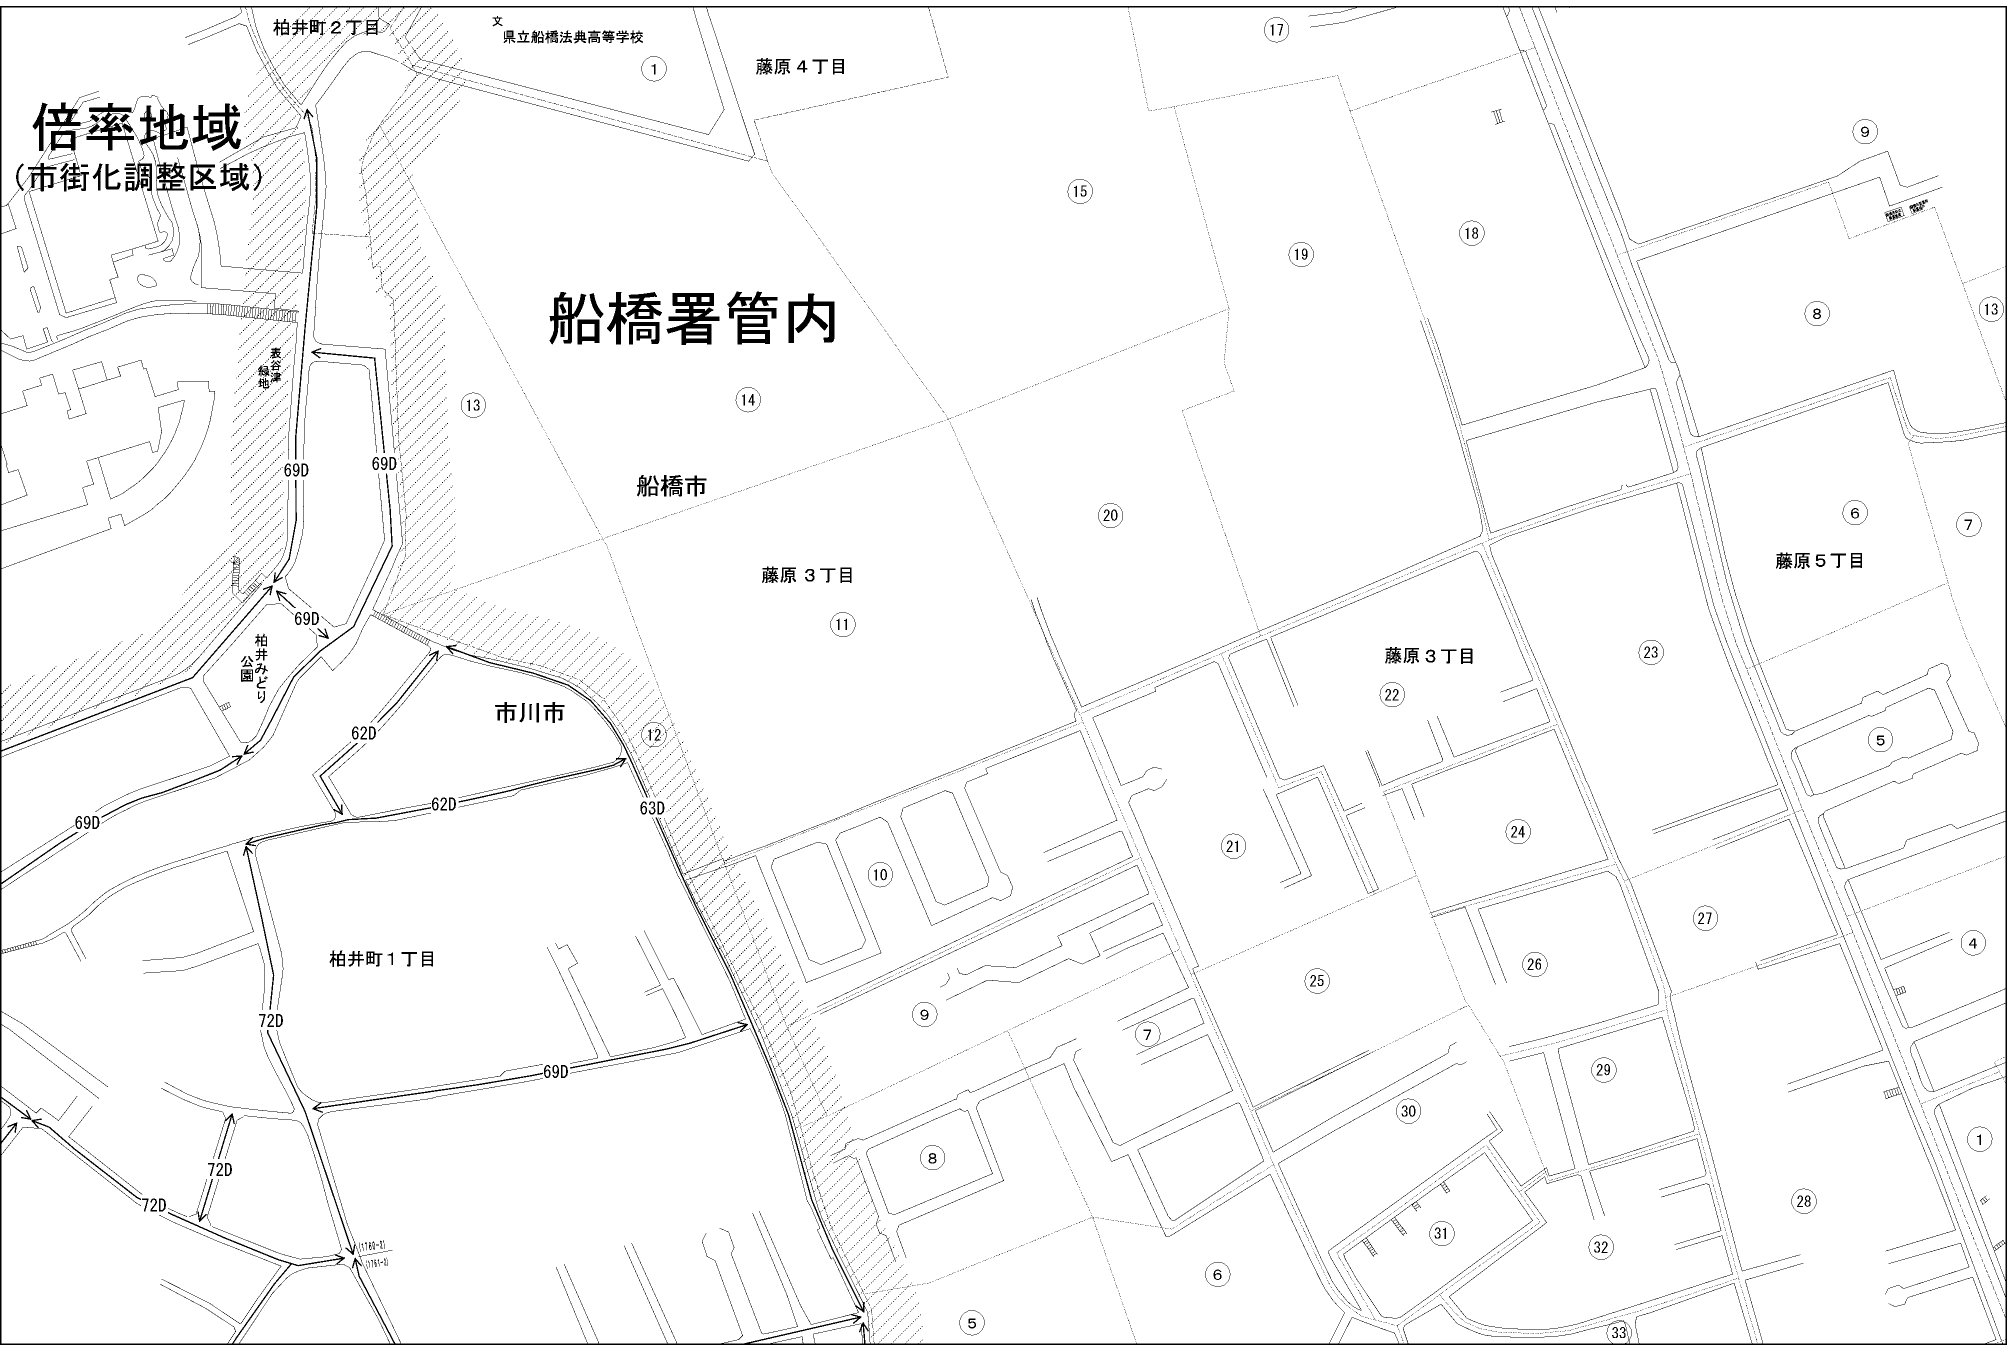 柏井町２丁目
文
県立船橋法典高等学校
1
藤原４丁目
17
倍率地域
（市街化調整区域）
9
15
18
19
8
13
船橋署管内
表谷津
緑地
13
14
69D
69D
船橋市
20
6
7
藤原３丁目
11
藤原５丁目
69D
柏井みどり
公園
藤原３丁目
23
22
市川市
12
62D
5
69D
62D
63D
24
21
10
27
4
柏井町１丁目
26
25
9
72D
7
69D
29
30
1
8
72D
72D
28
31
32
(1760-2)
(1761-2)
6
5
33